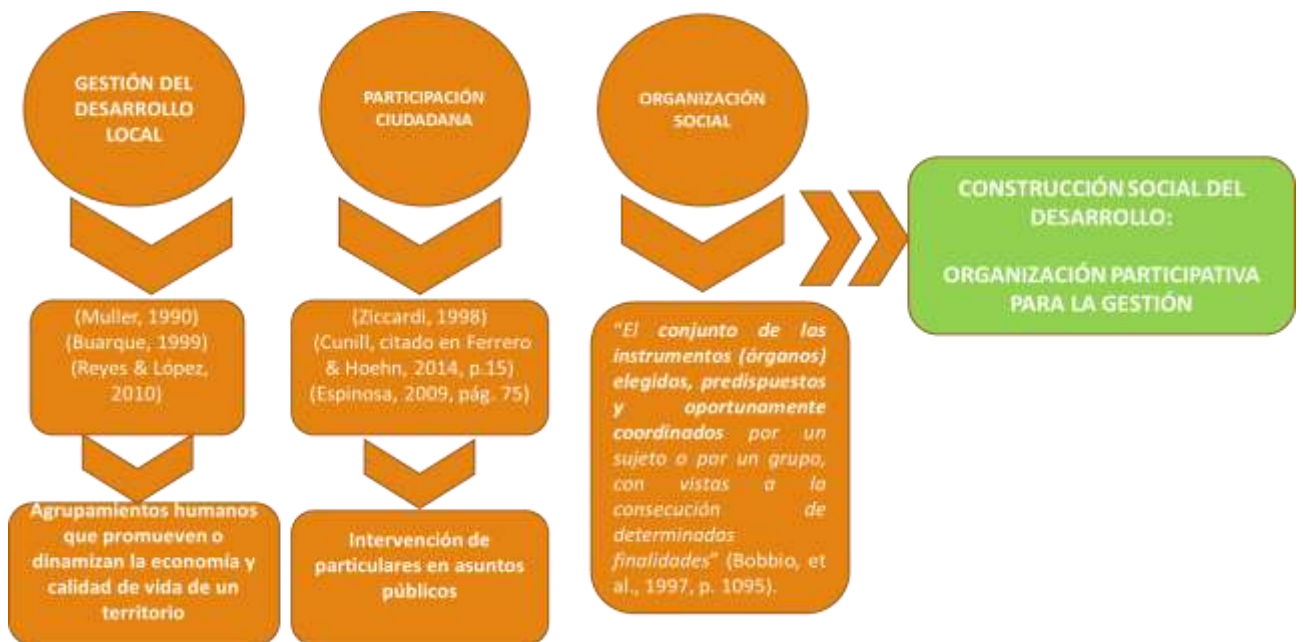 GESTIÓN DEL
DESARROLLO
LOCAL
(Muller, 1990)
(Buarque, 1999)
(Reyes & López,
2010)
Agrupamientos humanos
que promueven o
dinamizan la economía y
calidad de vida de un
territorio
PARTICIPACIÓN
CIUDADANA
(Ziccardi, 1998)
(Cunill, citado en Ferrero
& Hoehn, 2014, p.15)
(Espinosa, 2009, pág. 75)
Intervención de
particulares en asuntos
públicos
ORGANIZACIÓN
SOCIAL
"El conjunto de los
instrumentos (órganos)
elegidos, predispuestos
y oportunamente
coordinados por un
sujeto o por un grupo,
con vistas a la
consecución de
determinadas
finalidades" (Bobbio, et
al., 1997, p. 1095).
CONSTRUCCIÓN SOCIAL DEL
DESARROLLO:
ORGANIZACIÓN PARTICIPATIVA
PARA LA GESTIÓN